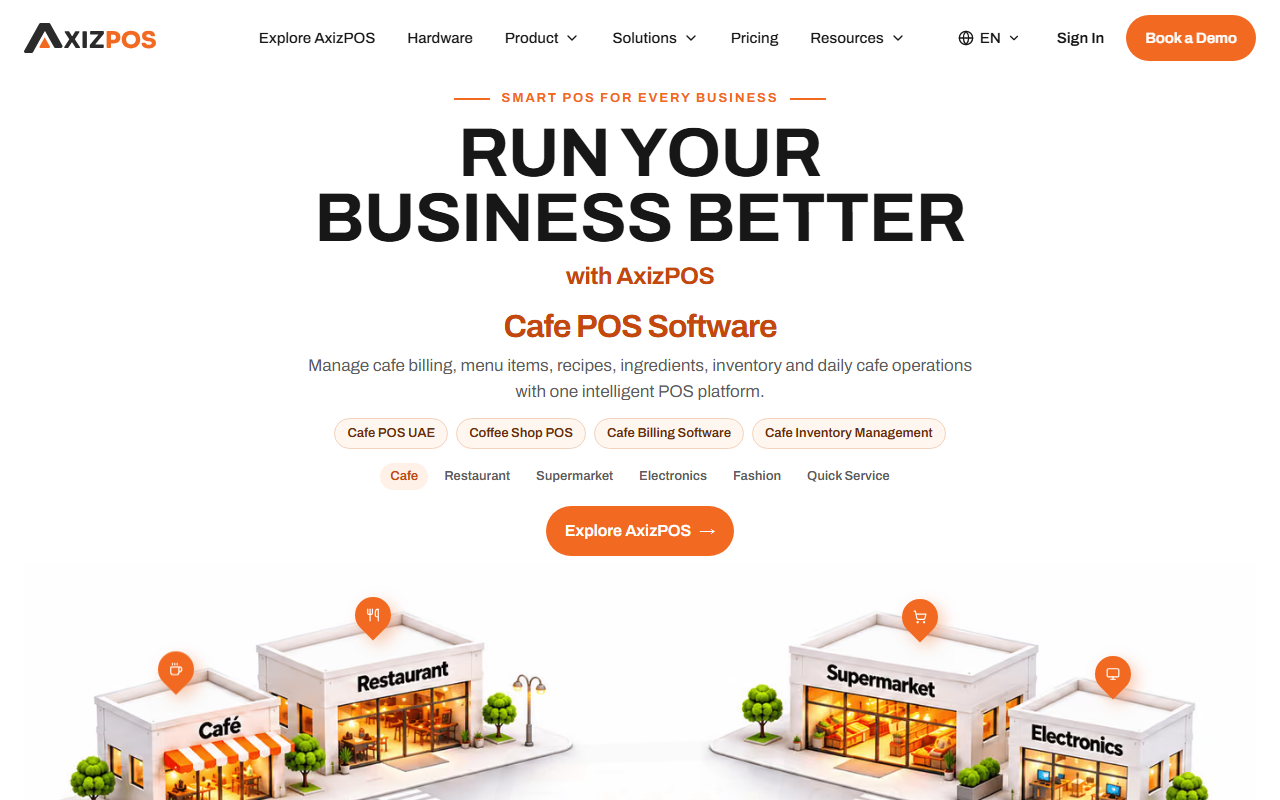 AXIZPOS
Explore AxizPOS
Hardware
Product
Solutions
Pricing
Resources
EN
Sign In
Book a Demo
SMART POS FOR EVERY BUSINESS
RUN YOUR
BUSINESS BETTER
with AxizPOS
Cafe POS Software
Manage cafe billing, menu items, recipes, ingredients, inventory and daily cafe operations
with one intelligent POS platform.
Cafe POS UAE
Coffee Shop POS
Cafe Billing Software
Cafe Inventory Management
Cafe
Restaurant
Supermarket
Electronics
Fashion
Quick Service
Explore AxizPOS →
Café
Restaurant
Supermarket
Electronics